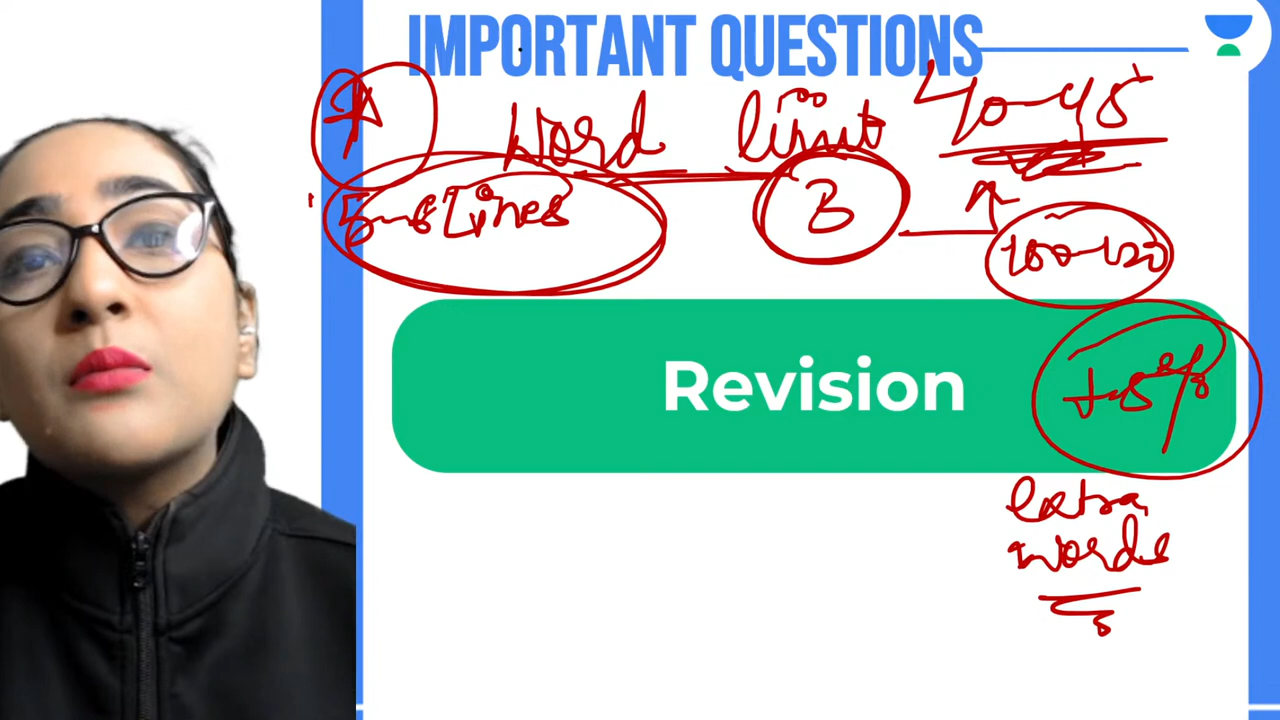 IMPORTANT QUESTIONS
A Word limit 40-45
5-6 lines B
100-120
Revision
extra
words